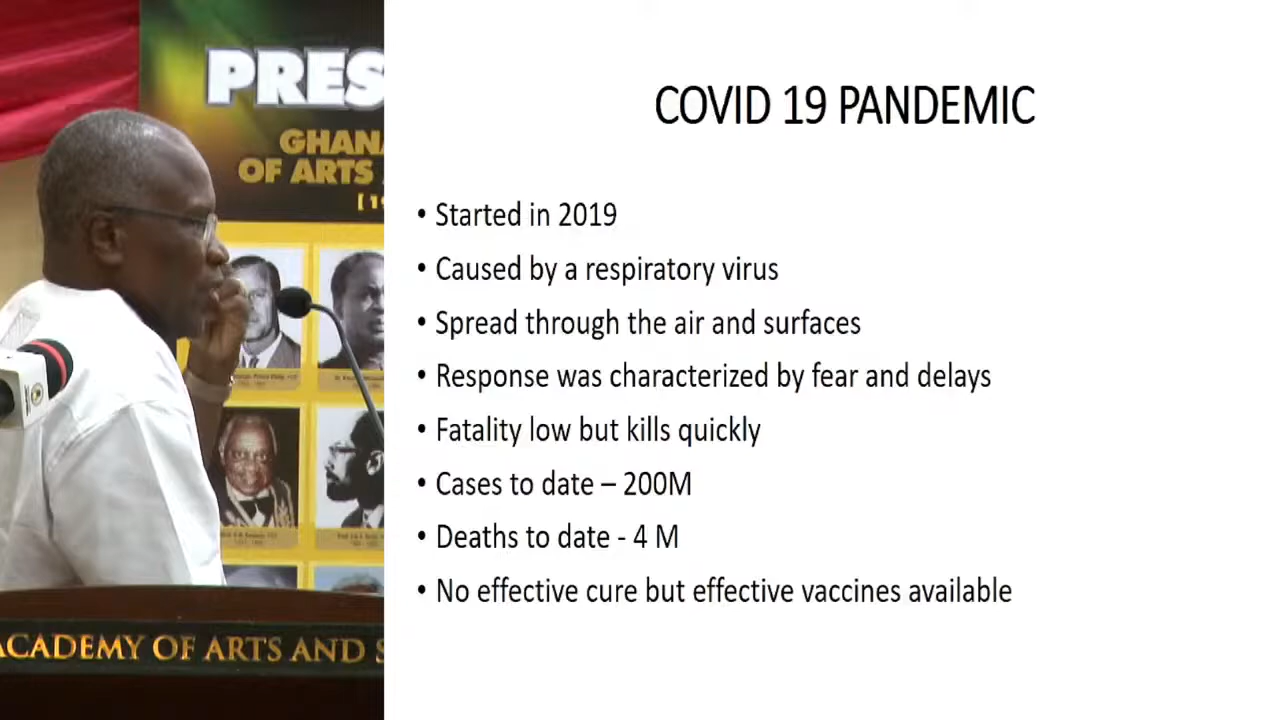 PRES
GHANA
OF ARTS
[19
COVID 19 PANDEMIC
• Started in 2019
• Caused by a respiratory virus
• Spread through the air and surfaces
• Response was characterized by fear and delays
• Fatality low but kills quickly
• Cases to date – 200M
• Deaths to date - 4 M
• No effective cure but effective vaccines available
ACADEMY OF ARTS AND S